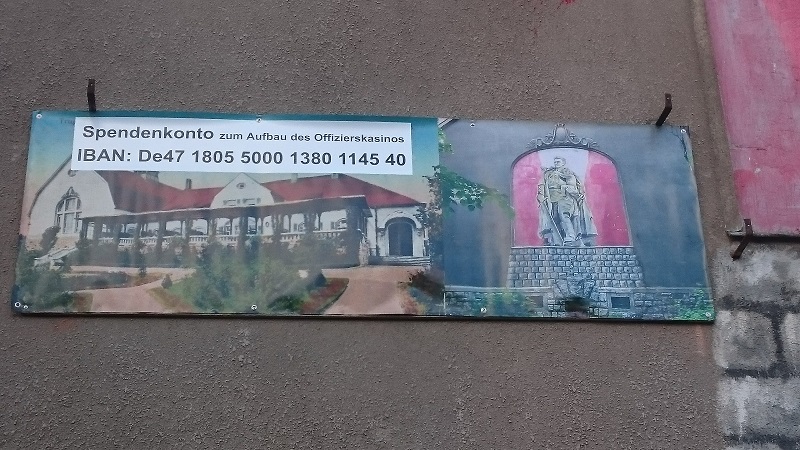 Spendenkonto zum Aufbau des Offizierskasinos
IBAN: De47 1805 5000 1380 1145 40